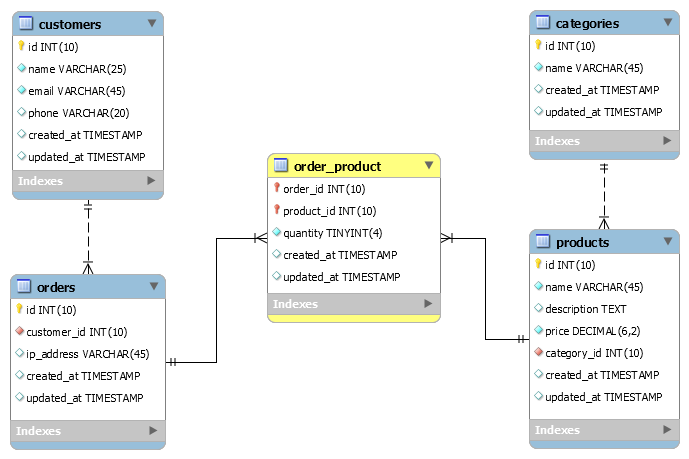 customers
id INT(10)
name VARCHAR(25)
email VARCHAR(45)
phone VARCHAR(20)
created_at TIMESTAMP
updated_at TIMESTAMP
Indexes
categories
id INT(10)
name VARCHAR(45)
created_at TIMESTAMP
updated_at TIMESTAMP
Indexes
order_product
order_id INT(10)
product_id INT(10)
quantity TINYINT(4)
created_at TIMESTAMP
updated_at TIMESTAMP
Indexes
orders
id INT(10)
customer_id INT(10)
ip_address VARCHAR(45)
created_at TIMESTAMP
updated_at TIMESTAMP
Indexes
products
id INT(10)
name VARCHAR(45)
description TEXT
price DECIMAL(6,2)
category_id INT(10)
created_at TIMESTAMP
updated_at TIMESTAMP
Indexes